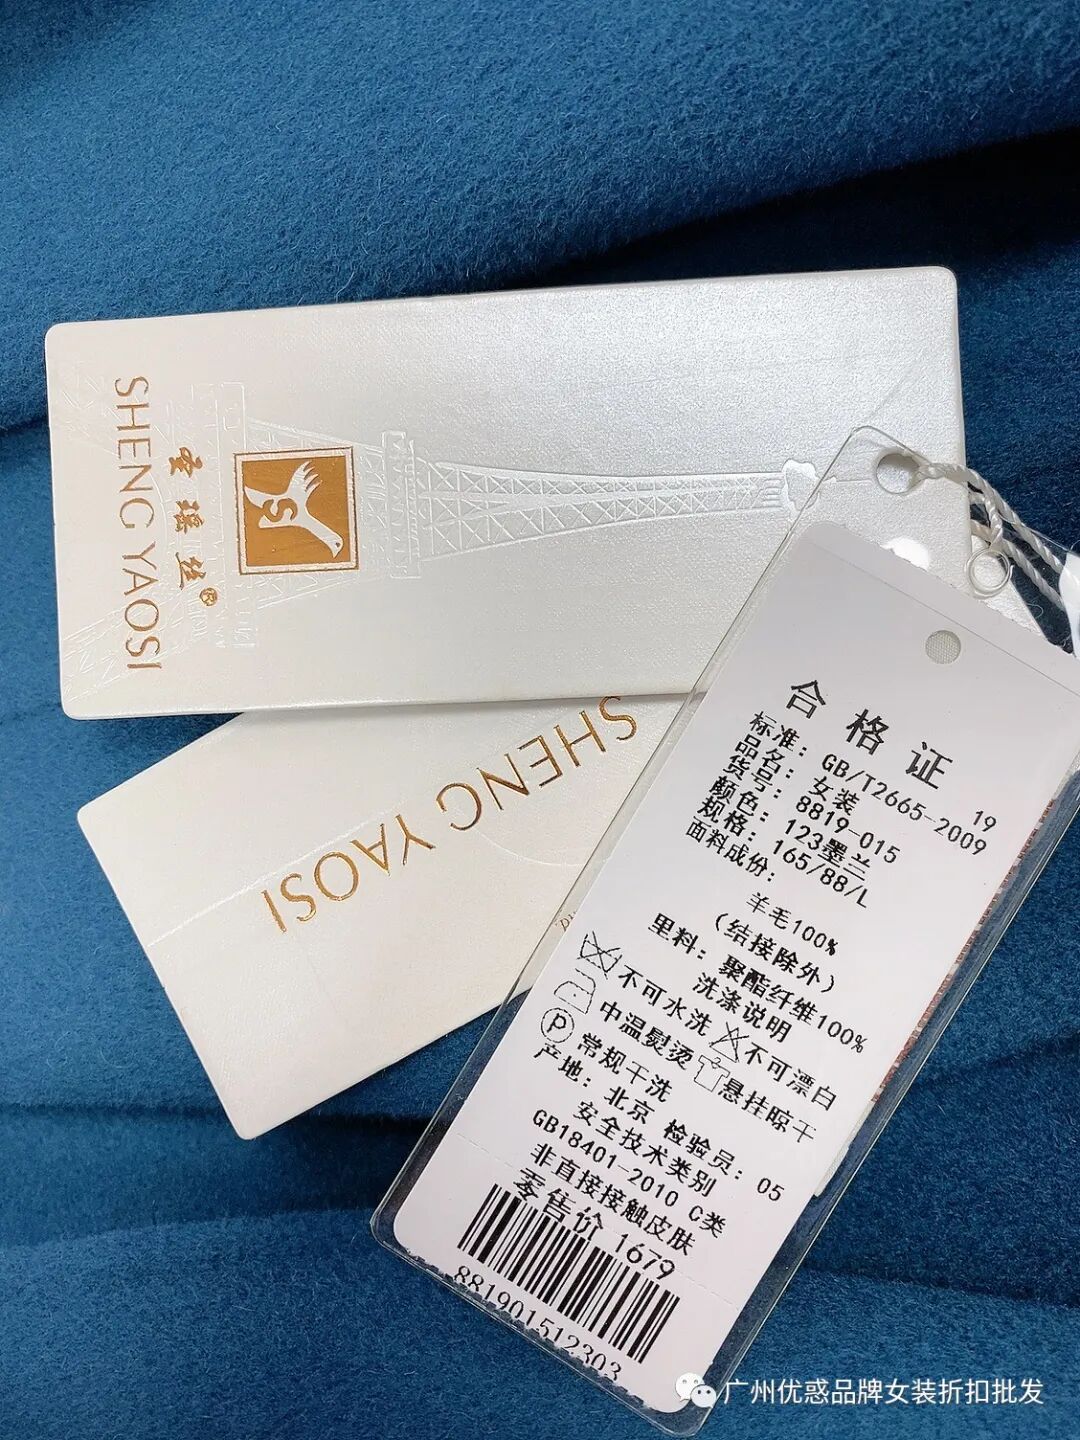 SHENG YAOSI
圣瑶丝®
YS
SHENG YAOSI
合格证
19
标准：GB/T2665-2009
品名：女装
货号：8819-015
颜色：123墨兰
规格：165/88/L
面料成份：
羊毛100%
（结接除外）
里料：聚酯纤维100%
洗涤说明
不可水洗 不可漂白
中温熨烫 悬挂晾干
P 常规干洗
产地：北京 检验员：05
安全技术类别
GB18401-2010 C类
非直接接触皮肤
零售价 1679
881901512303
广州优惑品牌女装折扣批发